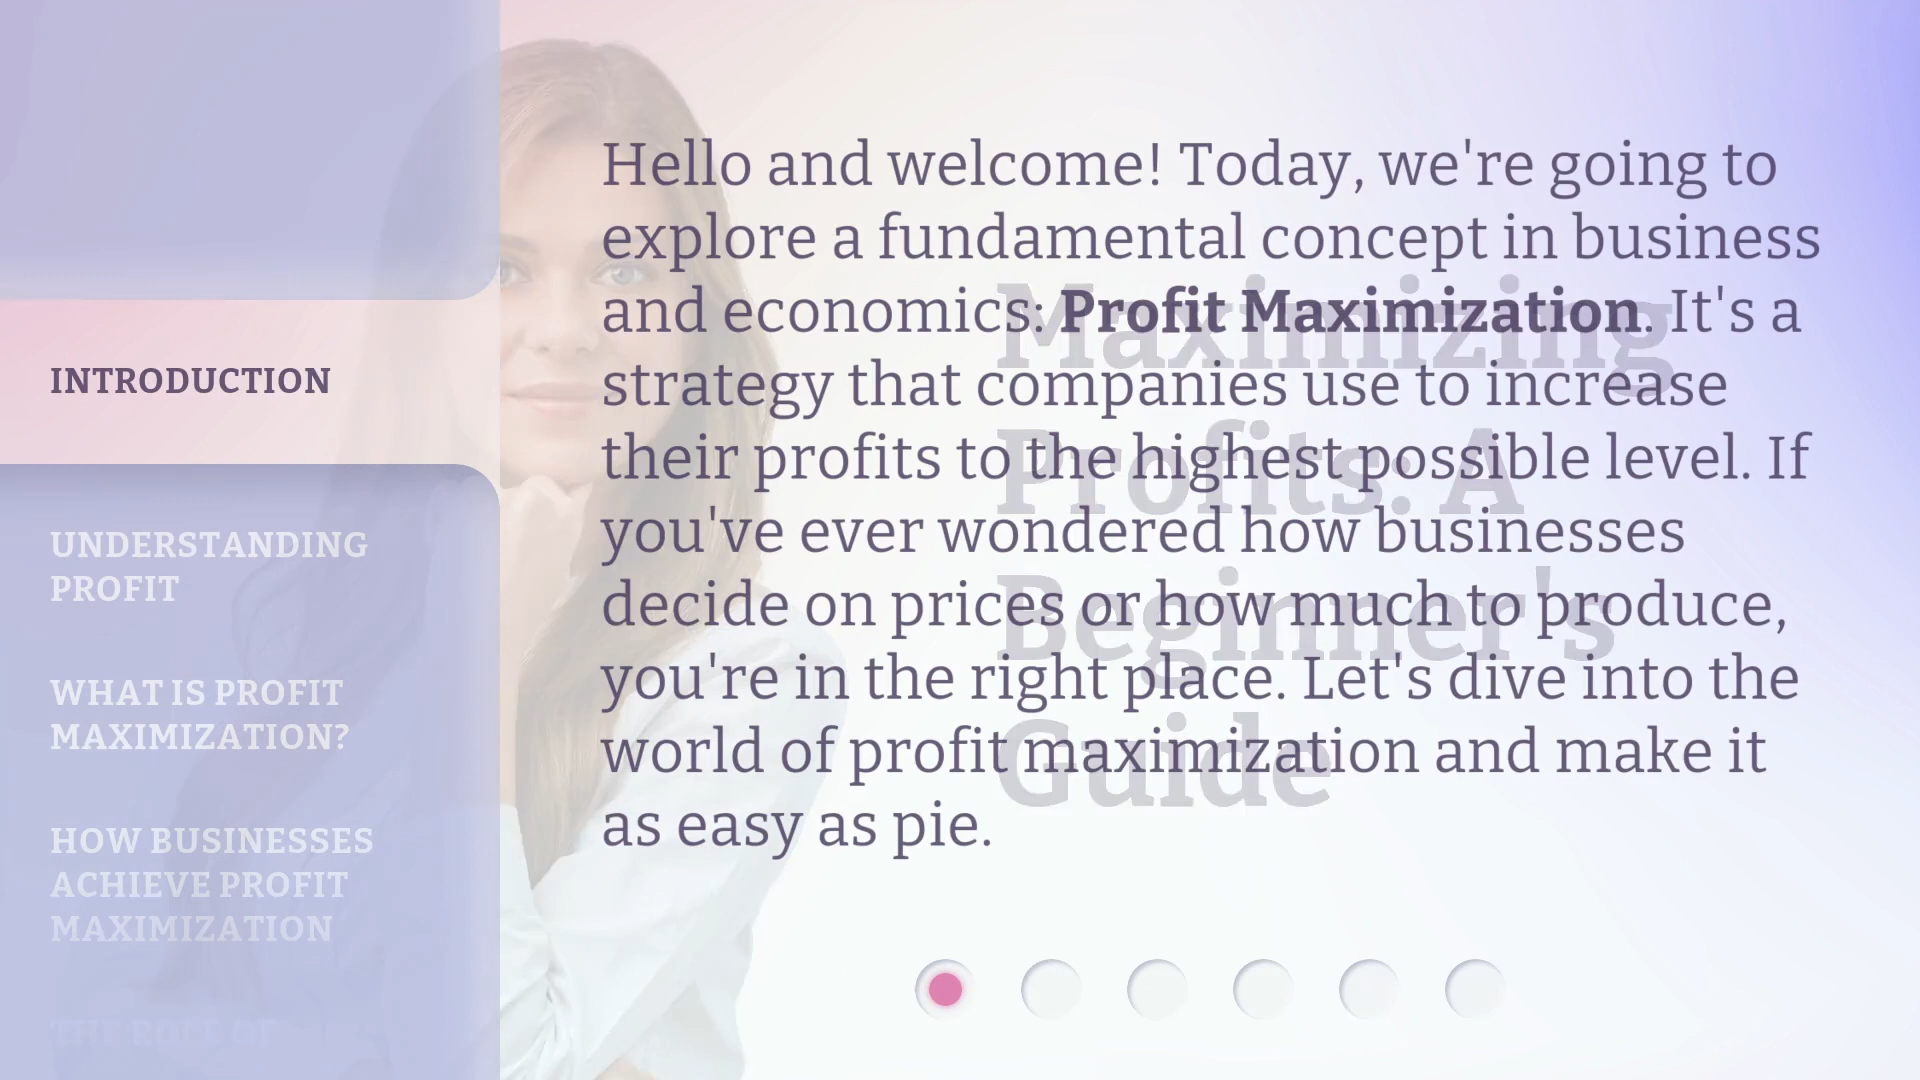 INTRODUCTION
UNDERSTANDING
PROFIT
WHAT IS PROFIT
MAXIMIZATION?
HOW BUSINESSES
ACHIEVE PROFIT
MAXIMIZATION
THE ROLE OF
Hello and welcome! Today, we're going to
explore a fundamental concept in business
and economics: Profit Maximization. It's a
strategy that companies use to increase
their profits to the highest possible level. If
you've ever wondered how businesses
decide on prices or how much to produce,
you're in the right place. Let's dive into the
world of profit maximization and make it
as easy as pie.
Maximizing
Profits: A
Beginner's
Guide